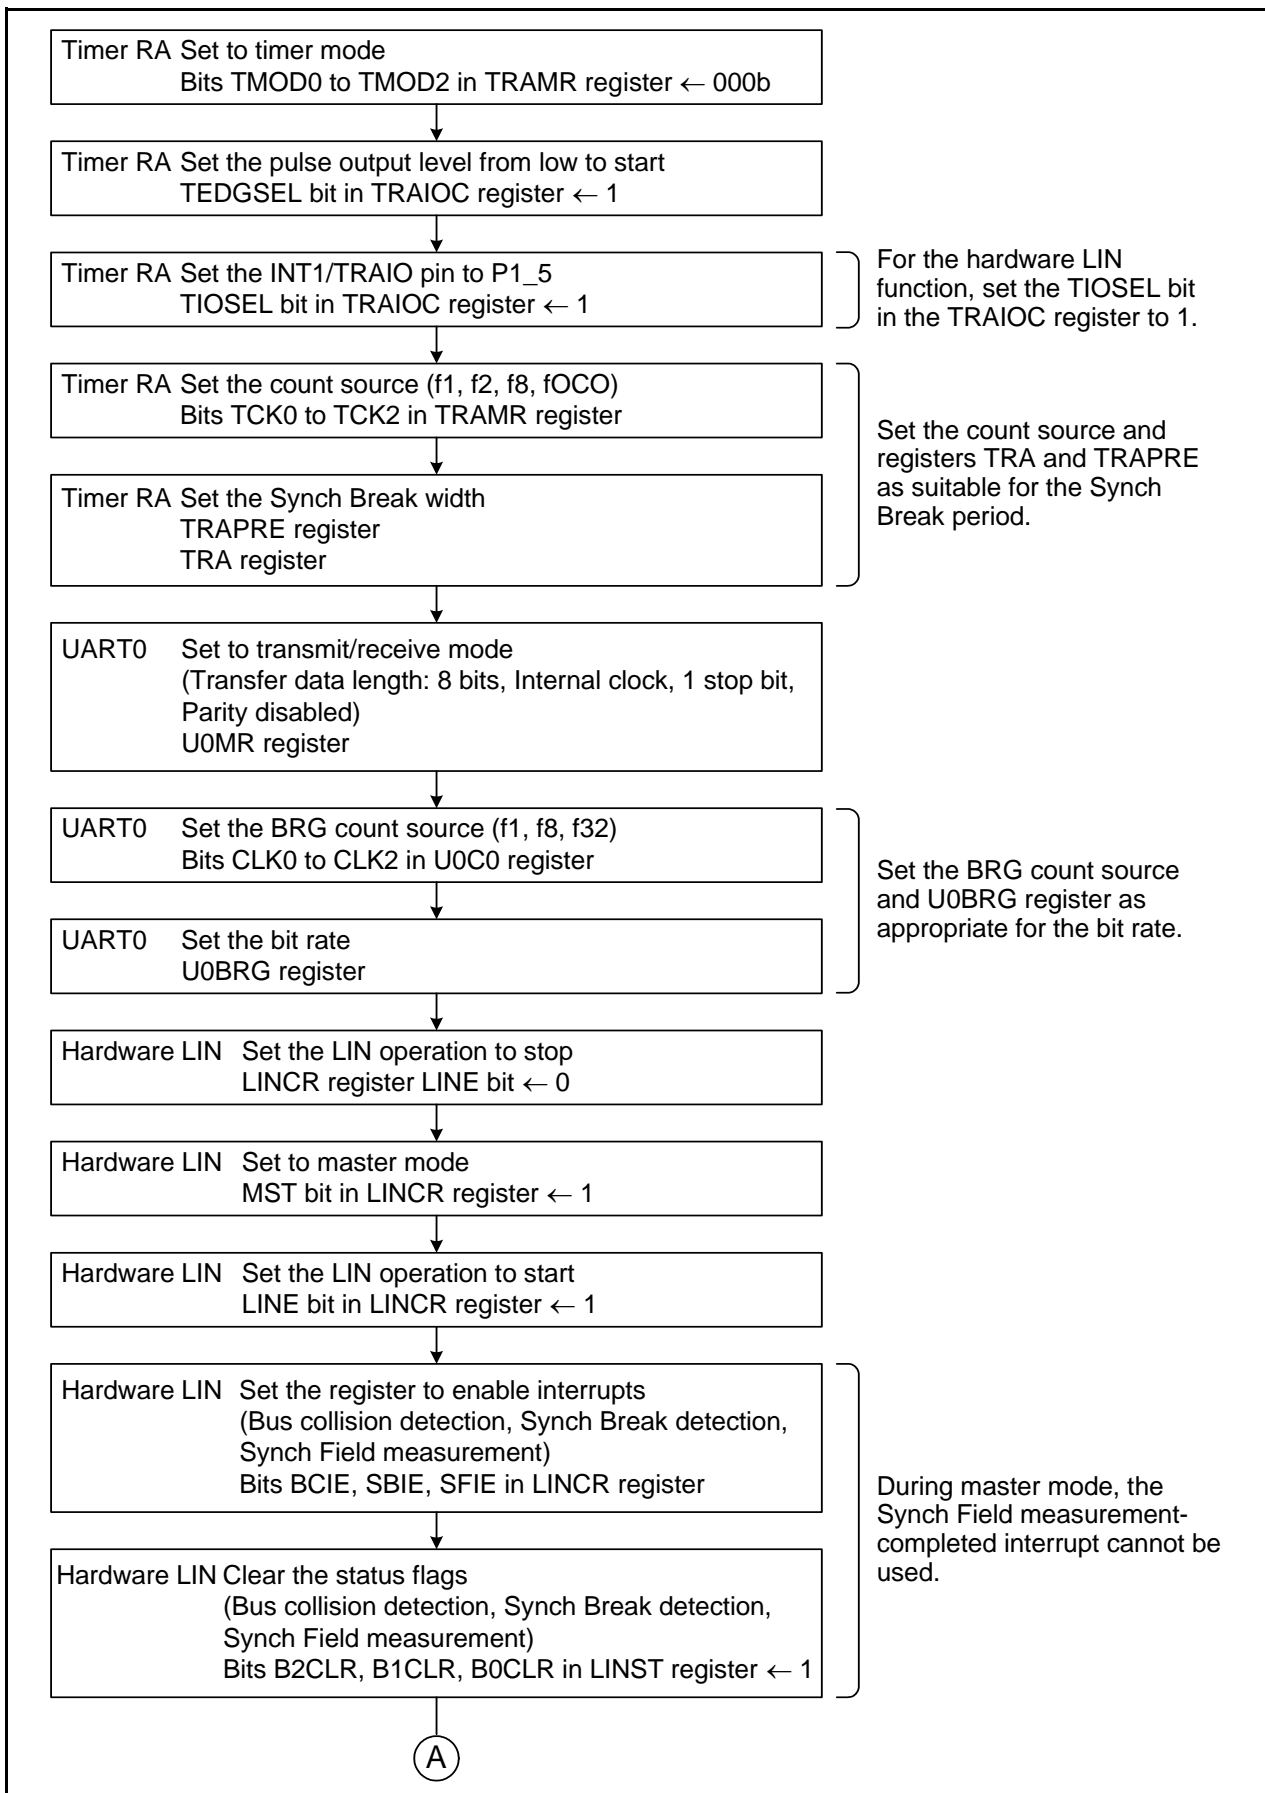 Timer RA Set to timer mode
Bits TMOD0 to TMOD2 in TRAMR register ← 000b
Timer RA Set the pulse output level from low to start
TEDGSEL bit in TRAIOC register ← 1
Timer RA Set the INT1/TRAIO pin to P1_5
TIOSEL bit in TRAIOC register ← 1
For the hardware LIN
function, set the TIOSEL bit
in the TRAIOC register to 1.
Timer RA Set the count source (f1, f2, f8, fOCO)
Bits TCK0 to TCK2 in TRAMR register
Timer RA Set the Synch Break width
TRAPRE register
TRA register
Set the count source and
registers TRA and TRAPRE
as suitable for the Synch
Break period.
UART0 Set to transmit/receive mode
(Transfer data length: 8 bits, Internal clock, 1 stop bit,
Parity disabled)
U0MR register
UART0 Set the BRG count source (f1, f8, f32)
Bits CLK0 to CLK2 in U0C0 register
UART0 Set the bit rate
U0BRG register
Set the BRG count source
and U0BRG register as
appropriate for the bit rate.
Hardware LIN Set the LIN operation to stop
LINCR register LINE bit ← 0
Hardware LIN Set to master mode
MST bit in LINCR register ← 1
Hardware LIN Set the LIN operation to start
LINE bit in LINCR register ← 1
Hardware LIN Set the register to enable interrupts
(Bus collision detection, Synch Break detection,
Synch Field measurement)
Bits BCIE, SBIE, SFIE in LINCR register
Hardware LIN Clear the status flags
(Bus collision detection, Synch Break detection,
Synch Field measurement)
Bits B2CLR, B1CLR, B0CLR in LINST register ← 1
During master mode, the
Synch Field measurement-
completed interrupt cannot be
used.
A